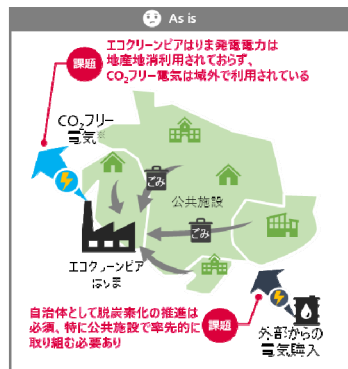 As is
エコクリーンピアはりま発電電力は
地産地消利用されておらず、
CO₂フリー電気は域外で利用されている
課題
CO₂フリー
電気※
ごみ
公共施設
ごみ
エコクリーンピア
はりま
自治体として脱炭素化の推進は
必須、特に公共施設で率先的に
取り組む必要あり
課題
外部からの
電気購入